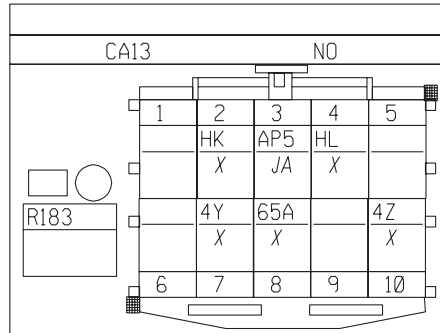 CA13 NO
1 2 3 4 5
HK AP5 HL
X JA X
R183
4Y 65A 4Z
X X X
6 7 8 9 10